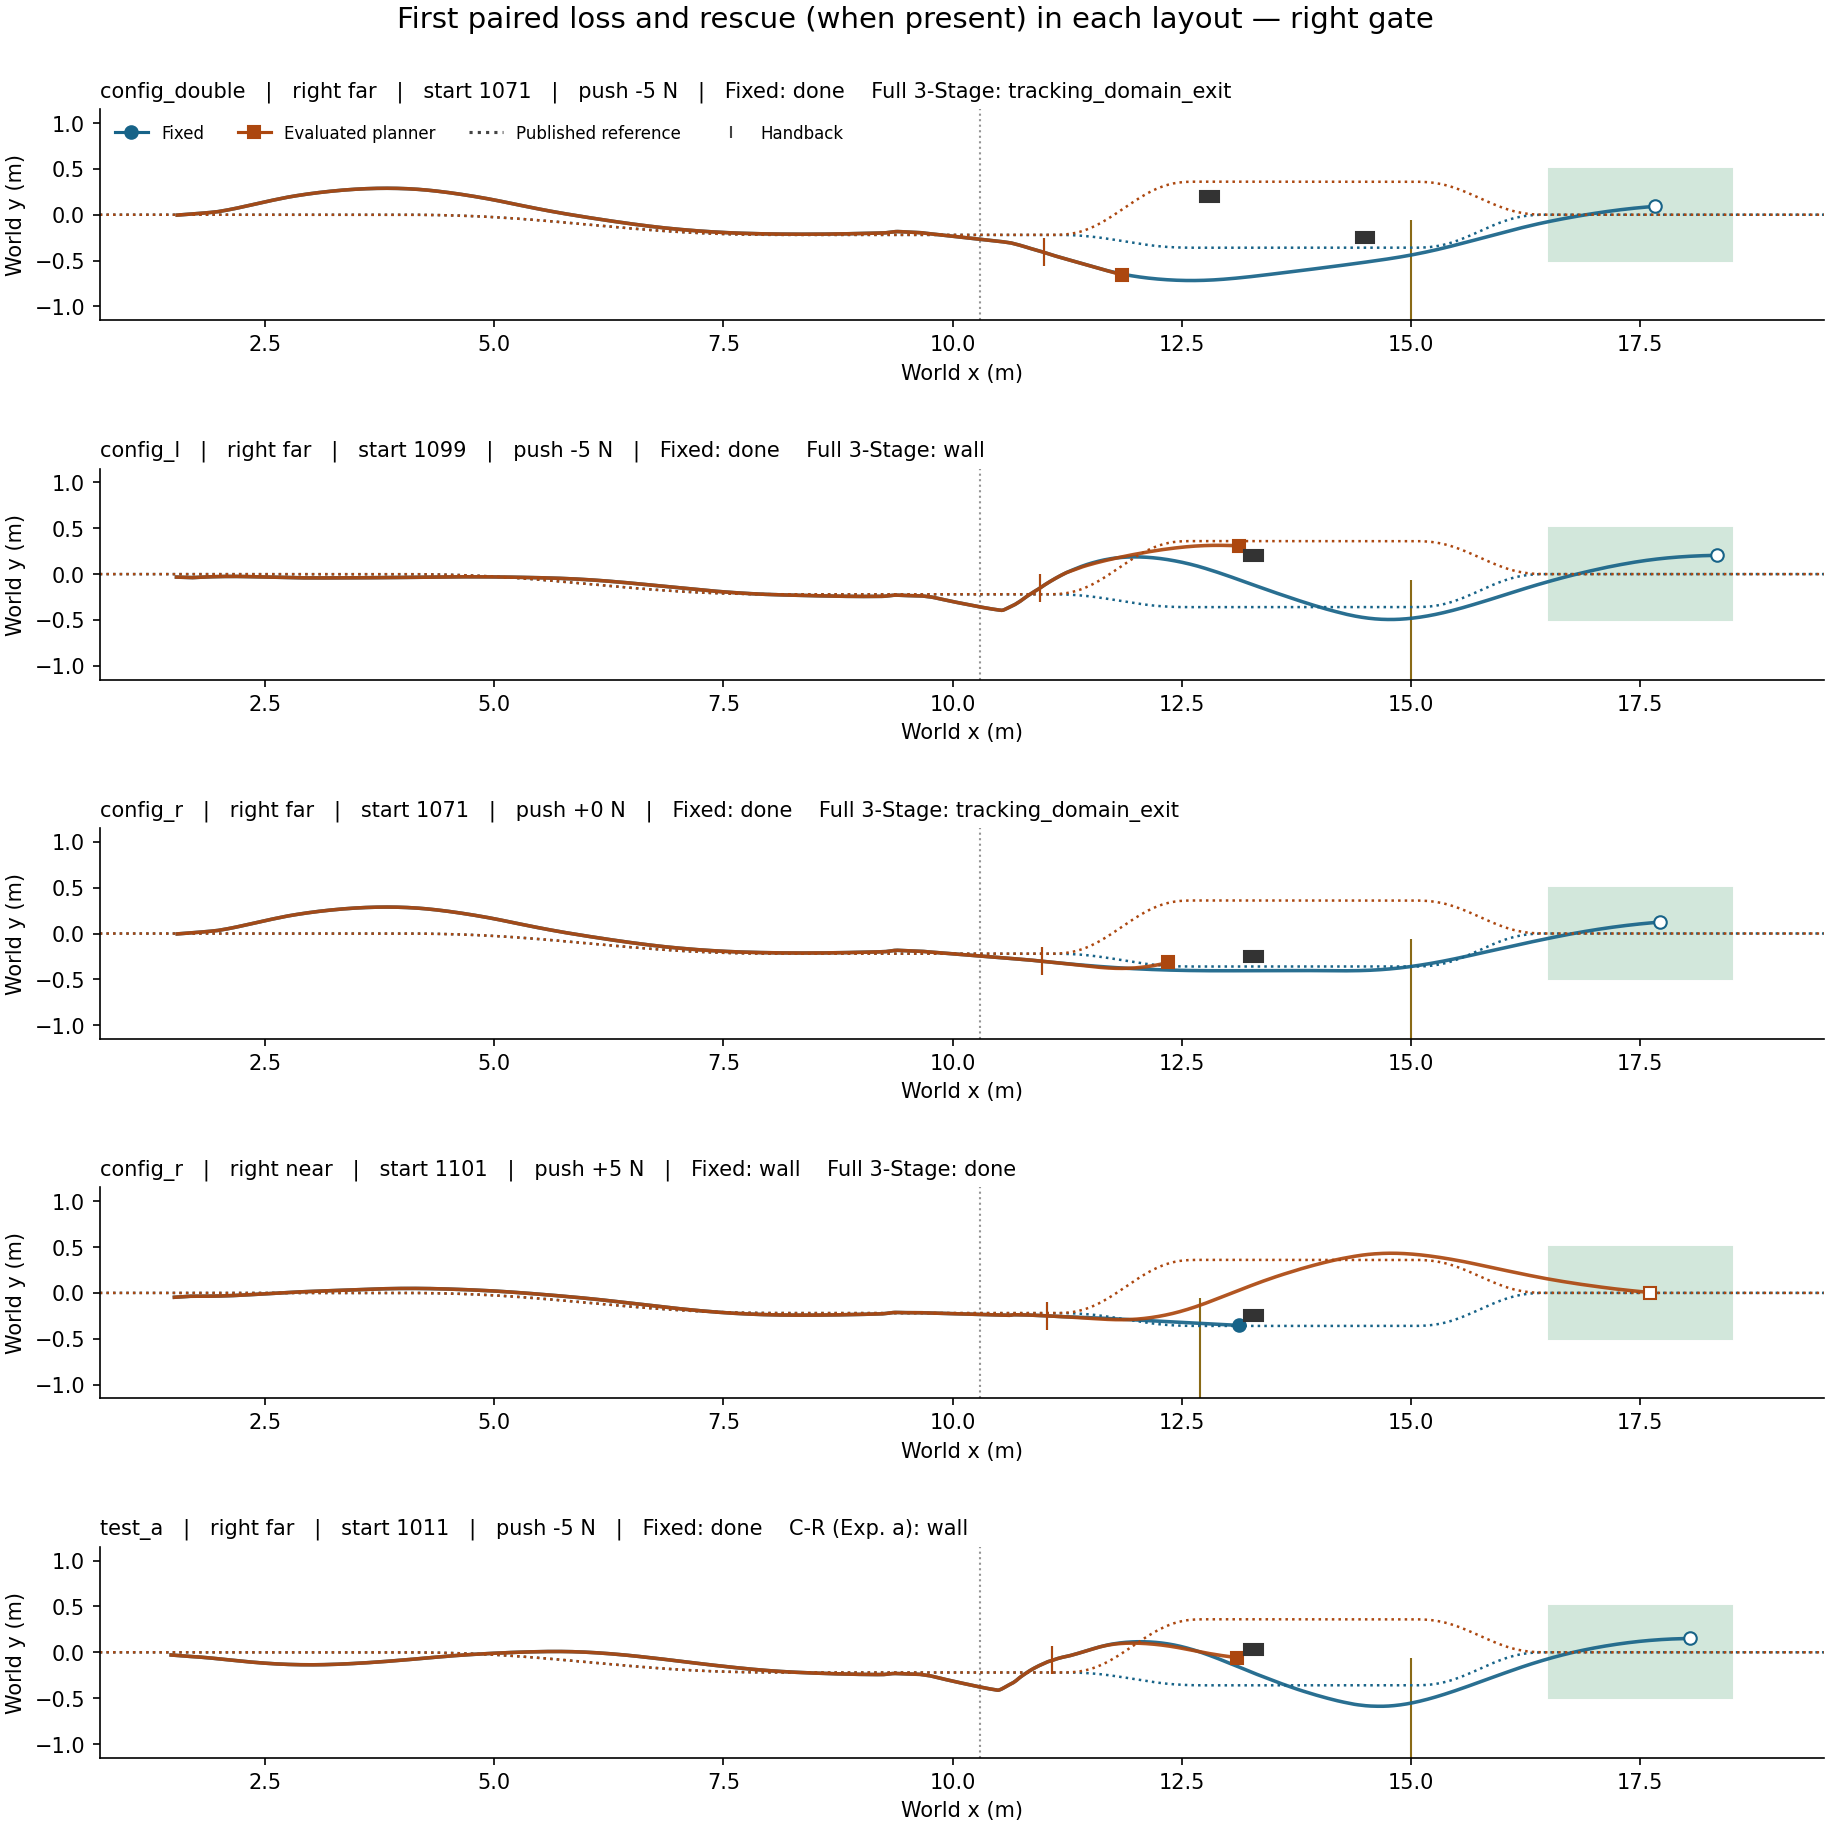 First paired loss and rescue (when present) in each layout — right gate
config_double | right far | start 1071 | push -5 N | Fixed: done Full 3-Stage: tracking_domain_exit
Fixed Evaluated planner Published reference Handback
World y (m)
1.0
0.5
0.0
−0.5
−1.0
2.5 5.0 7.5 10.0 12.5 15.0 17.5
World x (m)
config_l | right far | start 1099 | push -5 N | Fixed: done Full 3-Stage: wall
World y (m)
1.0
0.5
0.0
−0.5
−1.0
2.5 5.0 7.5 10.0 12.5 15.0 17.5
World x (m)
config_r | right far | start 1071 | push +0 N | Fixed: done Full 3-Stage: tracking_domain_exit
World y (m)
1.0
0.5
0.0
−0.5
−1.0
2.5 5.0 7.5 10.0 12.5 15.0 17.5
World x (m)
config_r | right near | start 1101 | push +5 N | Fixed: wall Full 3-Stage: done
World y (m)
1.0
0.5
0.0
−0.5
−1.0
2.5 5.0 7.5 10.0 12.5 15.0 17.5
World x (m)
test_a | right far | start 1011 | push -5 N | Fixed: done C-R (Exp. a): wall
World y (m)
1.0
0.5
0.0
−0.5
−1.0
2.5 5.0 7.5 10.0 12.5 15.0 17.5
World x (m)